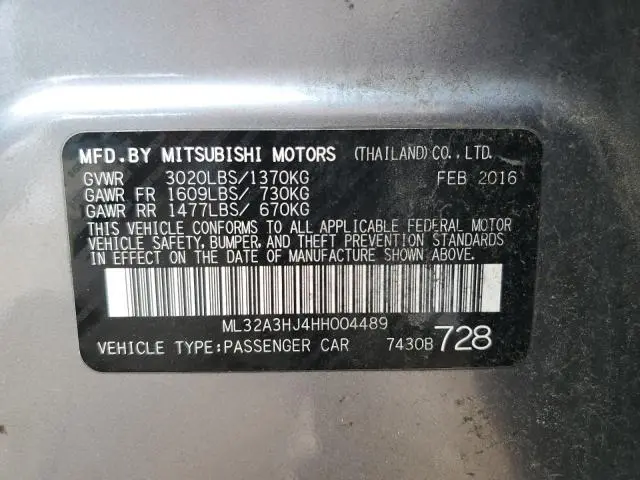 MFD.BY MITSUBISHI MOTORS (THAILAND)CO.,LTD.
GVWR 3020LBS/1370KG FEB 2016
GAWR FR 1609LBS/ 730KG
GAWR RR 1477LBS/ 670KG
THIS VEHICLE CONFORMS TO ALL APPLICABLE FEDERAL MOTOR
VEHICLE SAFETY, BUMPER, AND THEFT PREVENTION STANDARDS
IN EFFECT ON THE DATE OF MANUFACTURE SHOWN ABOVE.
ML32A3HJ4HH004489
VEHICLE TYPE:PASSENGER CAR 7430B 728